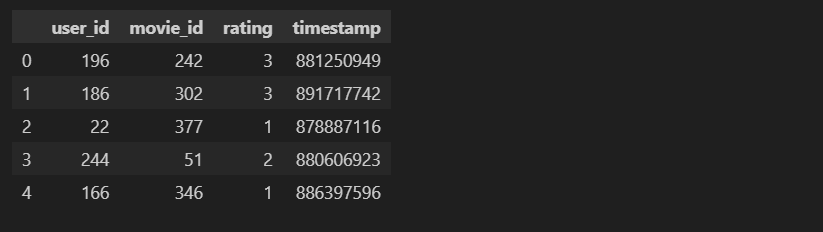 user_id movie_id rating timestamp
0 196 242 3 881250949
1 186 302 3 891717742
2 22 377 1 878887116
3 244 51 2 880606923
4 166 346 1 886397596